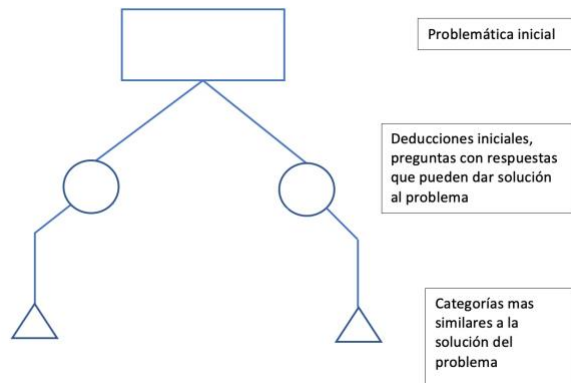 Problemática inicial
Deducciones iniciales,
preguntas con respuestas
que pueden dar solución
al problema
Categorías mas
similares a la
solución del
problema